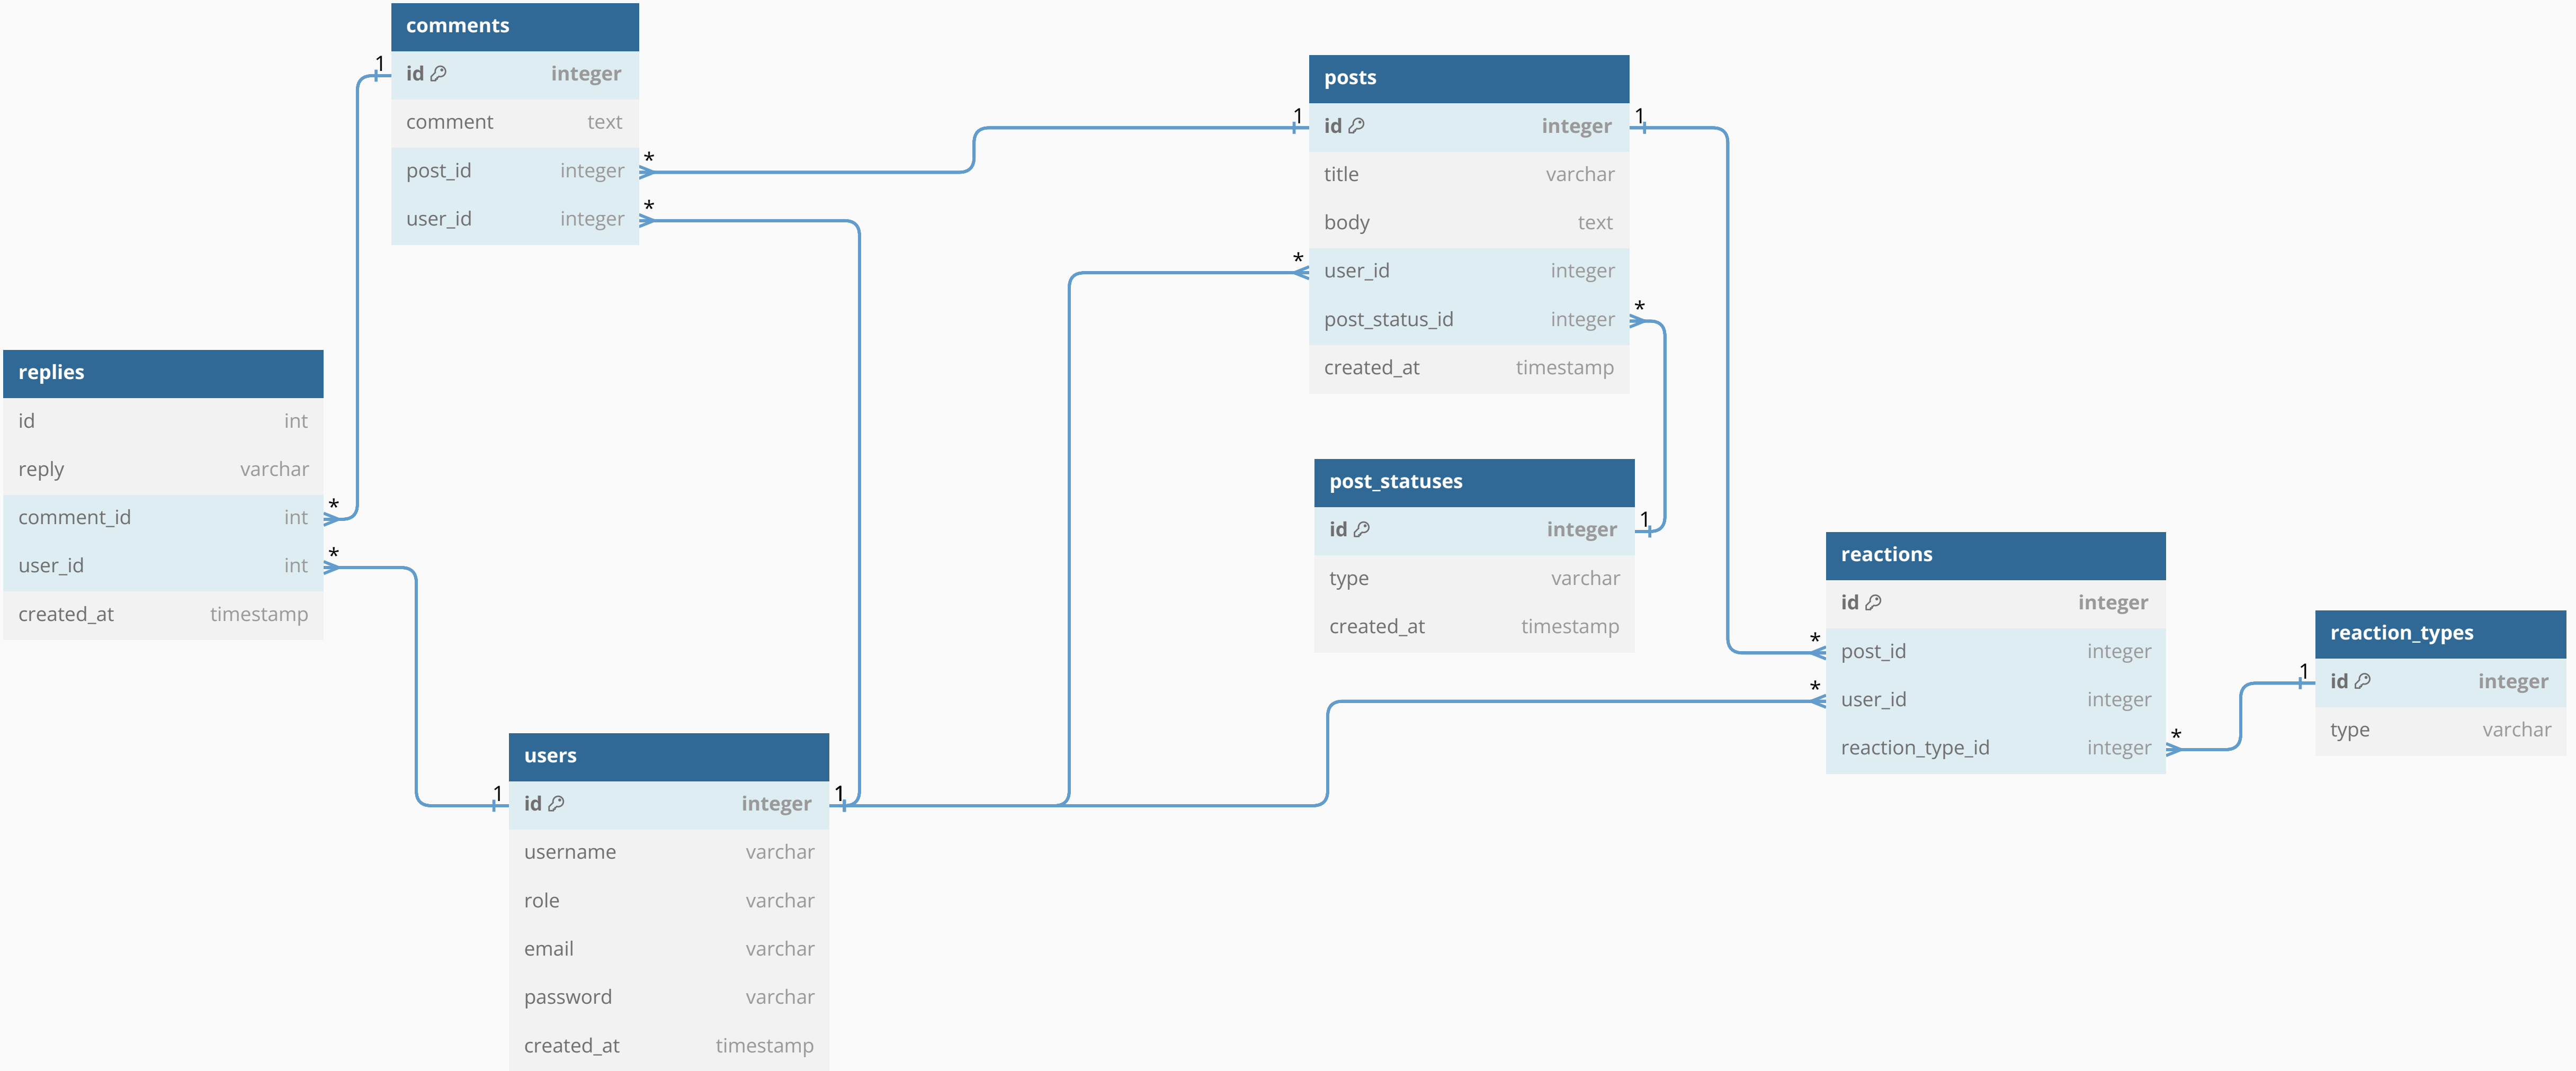 comments
1
id integer
comment text
* post_id integer
* user_id integer
posts
1 id integer 1
title varchar
body text
* user_id integer
post_status_id integer *
created_at timestamp
replies
id int
reply varchar
comment_id int *
user_id int *
created_at timestamp
post_statuses
id integer 1
type varchar
created_at timestamp
reactions
id integer
* post_id integer
* user_id integer
reaction_type_id integer *
reaction_types
1 id integer
type varchar
users
1 id integer 1
username varchar
role varchar
email varchar
password varchar
created_at timestamp